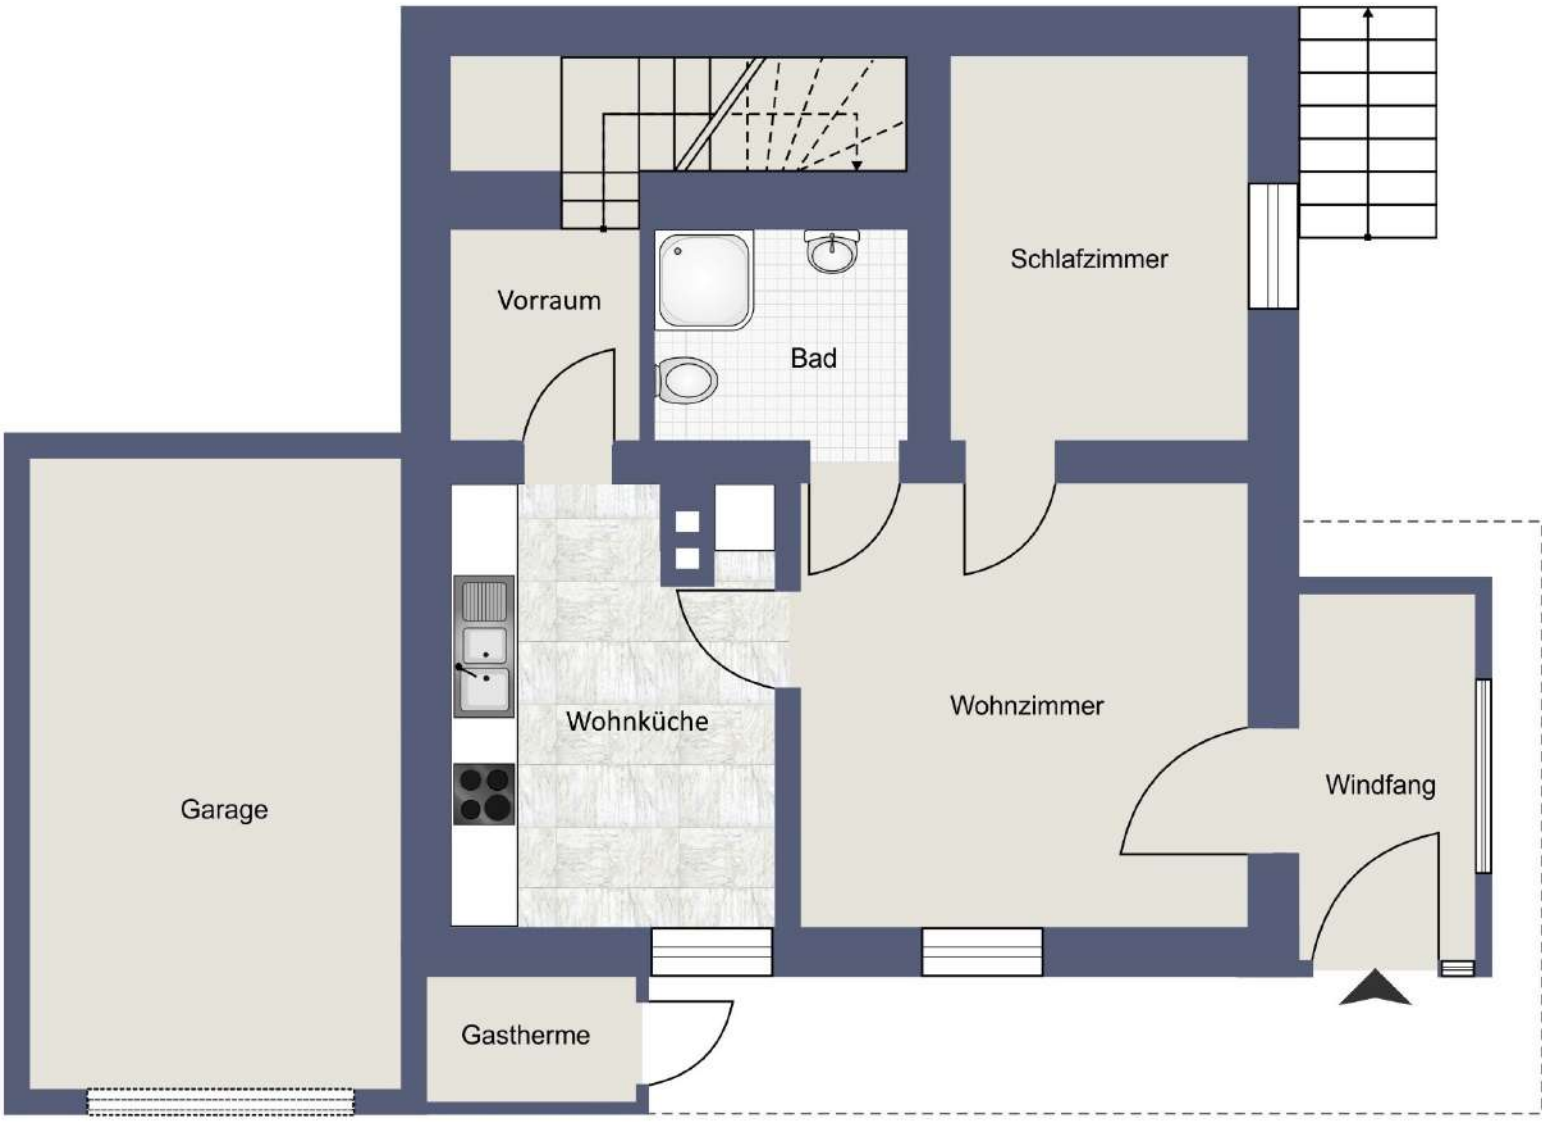 Schlafzimmer
Vorraum
Bad
Wohnzimmer
Wohnküche
Windfang
Garage
Gastherme